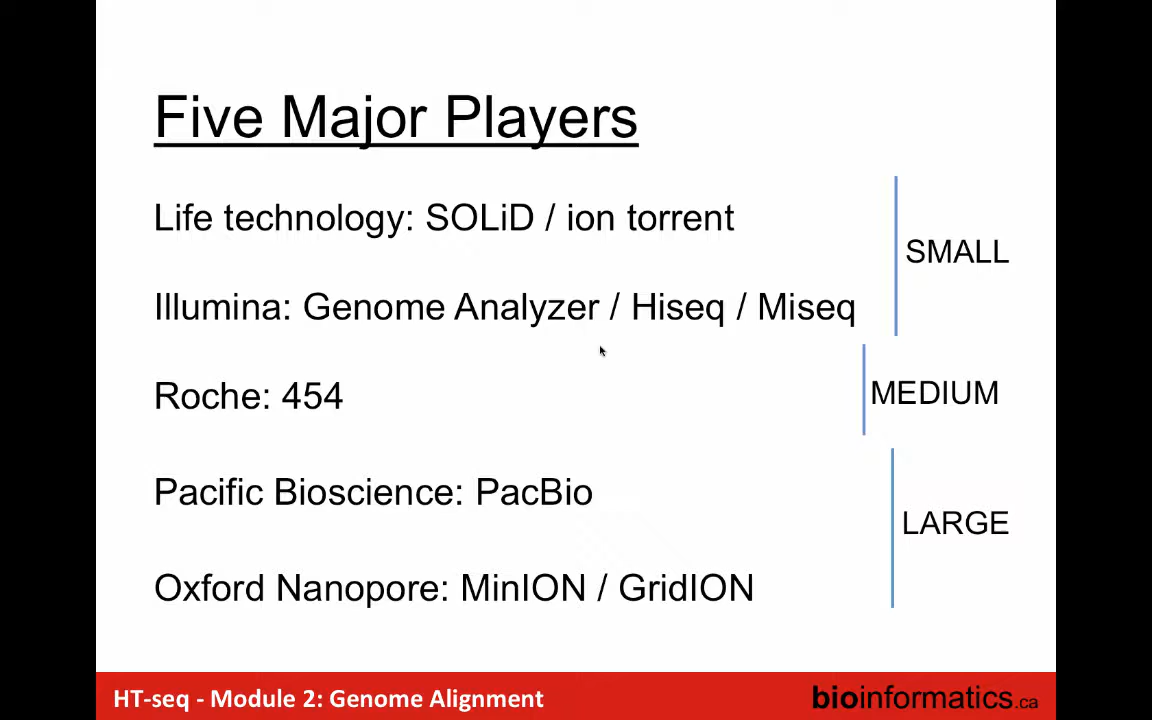 Five Major Players
Life technology: SOLiD / ion torrent
SMALL
Illumina: Genome Analyzer / Hiseq / Miseq
Roche: 454
MEDIUM
Pacific Bioscience: PacBio
LARGE
Oxford Nanopore: MinION / GridION
HT-seq - Module 2: Genome Alignment
bioinformatics.ca